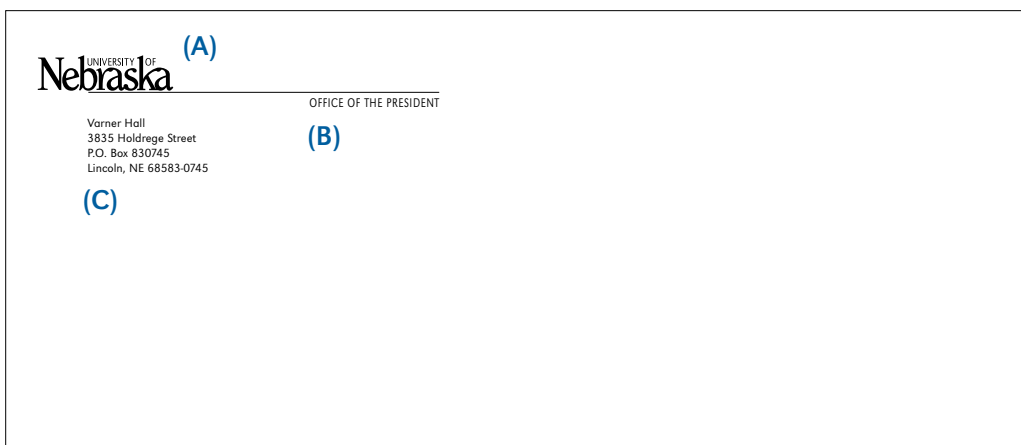 UNIVERSITY OF
Nebraska
(A)
OFFICE OF THE PRESIDENT
(B)
Varner Hall
3835 Holdrege Street
P.O. Box 830745
Lincoln, NE 68583-0745
(C)